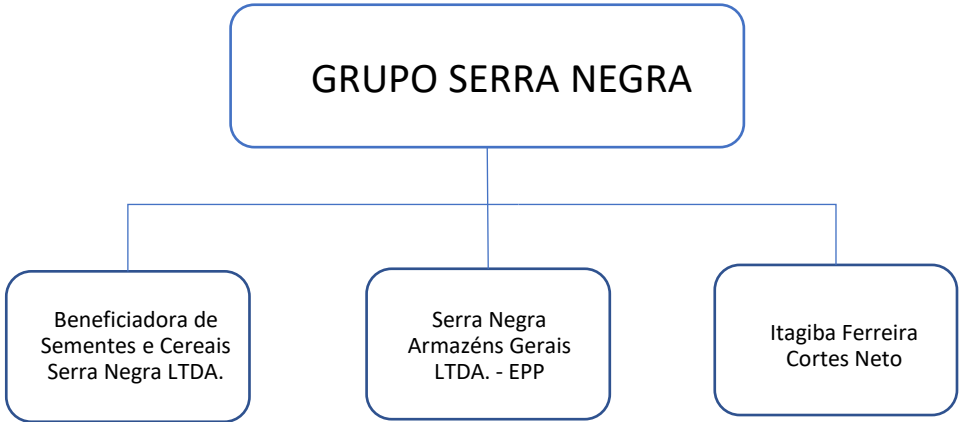 GRUPO SERRA NEGRA
Beneficiadora de
Sementes e Cereais
Serra Negra LTDA.
Serra Negra
Armazéns Gerais
LTDA. - EPP
Itagiba Ferreira
Cortes Neto